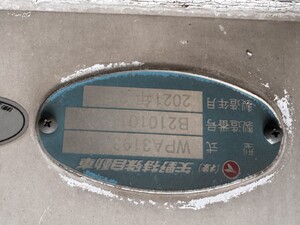 (株)矢野特殊自動車
型 式 WPA319
製造番号 B21010
製造年月 2021年